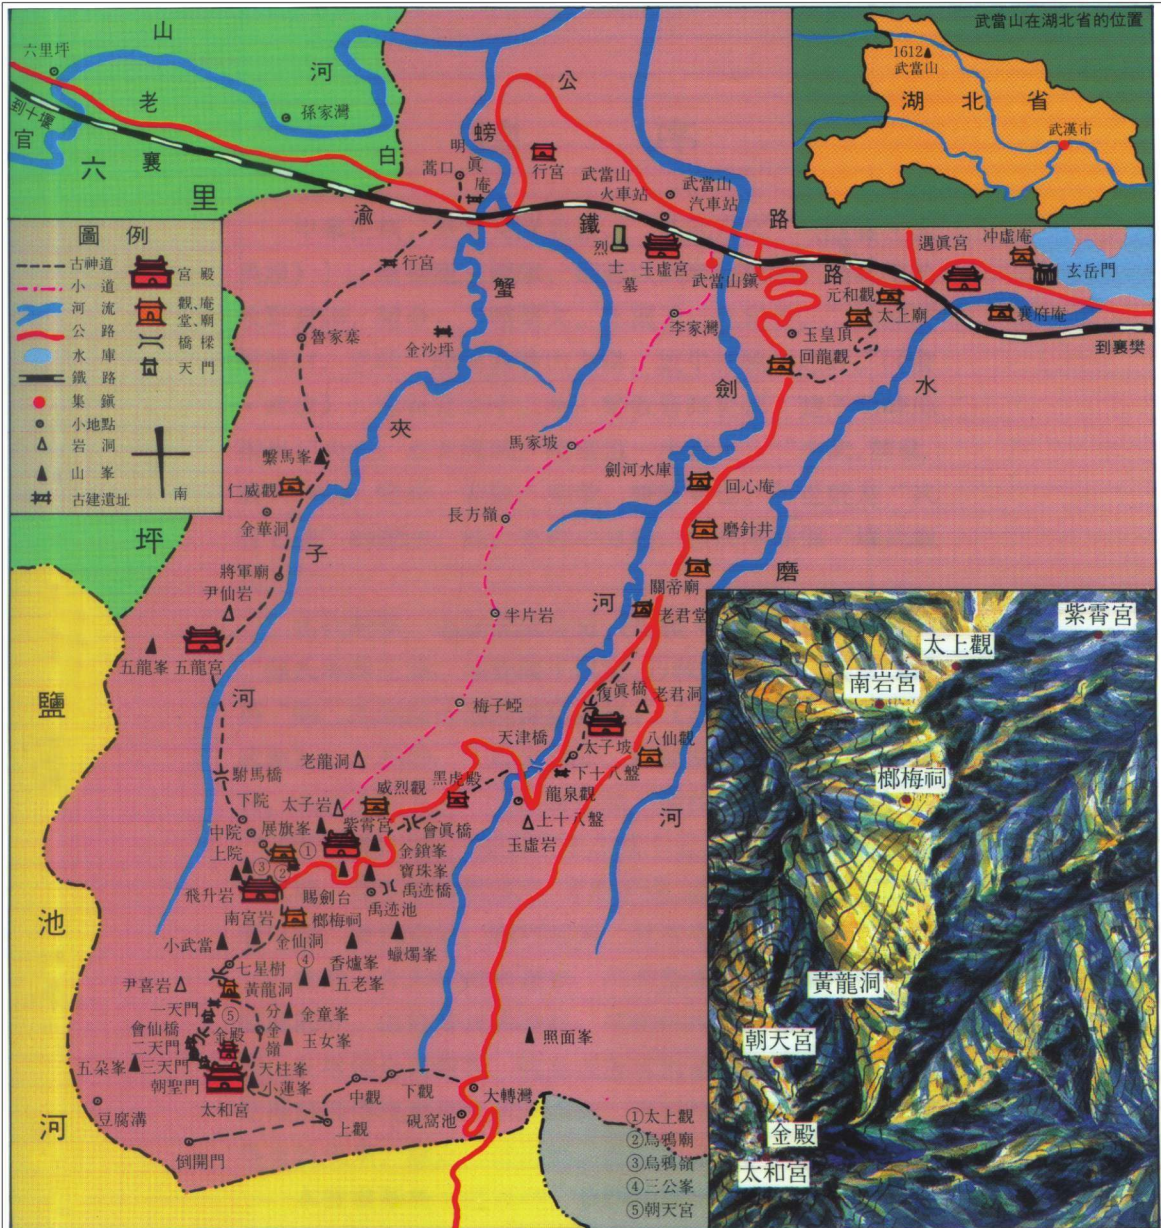 武當山在湖北省的位置
1612
武當山
湖北省
武漢市
六里坪
山
河
公
老
孫家灣
到十堰
官
六
襄
白
里
渝
坪
明真庵
蒿口
螃
蟹
夾
子
河
行宮
武當山
火車站
武當山
汽車站
路
鐵
路
烈士墓
玉虛宮
武當山鎮
遇真宮
冲虛庵
玄岳門
元和觀
太上廟
襄府庵
到襄樊
圖例
古神道
宮殿
小道
河流
觀、庵
堂、廟
公路
橋樑
水庫
天門
鐵路
集鎮
小地點
岩洞
山峯
古建遺址
南
行宮
魯家寨
金沙坪
李家灣
玉皇頂
回龍觀
劍
水
馬家坡
繫馬峯
仁威觀
金華洞
劍河水庫
回心庵
長方嶺
磨針井
將軍廟
尹仙岩
磨
關帝廟
河
老君堂
半片岩
五龍峯
五龍宮
河
鹽
梅子埡
復真橋
老君洞
天津橋
太子坡
八仙觀
老龍洞
駙馬橋
威烈觀
黑虎殿
下十八盤
龍泉觀
河
下院
太子岩
中院
展旗峯
紫霄宮
會真橋
上十八盤
玉虛岩
上院
③
②
①
金鎖峯
寶珠峯
飛升岩
賜劍台
禹迹橋
禹迹池
南宮岩
榔梅祠
池
小武當
金仙洞
蠟燭峯
④
香爐峯
七星樹
五老峯
尹喜岩
黃龍洞
一天門
⑤
分金嶺
金童峯
會仙橋
金殿
二天門
玉女峯
照面峯
五朶峯
三天門
天柱峯
朝聖門
小蓮峯
太和宮
下觀
中觀
大轉灣
豆腐溝
上觀
硯窩池
河
倒開門
①太上觀
②烏鴉廟
③烏鴉嶺
④三公峯
⑤朝天宮
紫霄宮
太上觀
南岩宮
榔梅祠
黃龍洞
朝天宮
金殿
太和宮